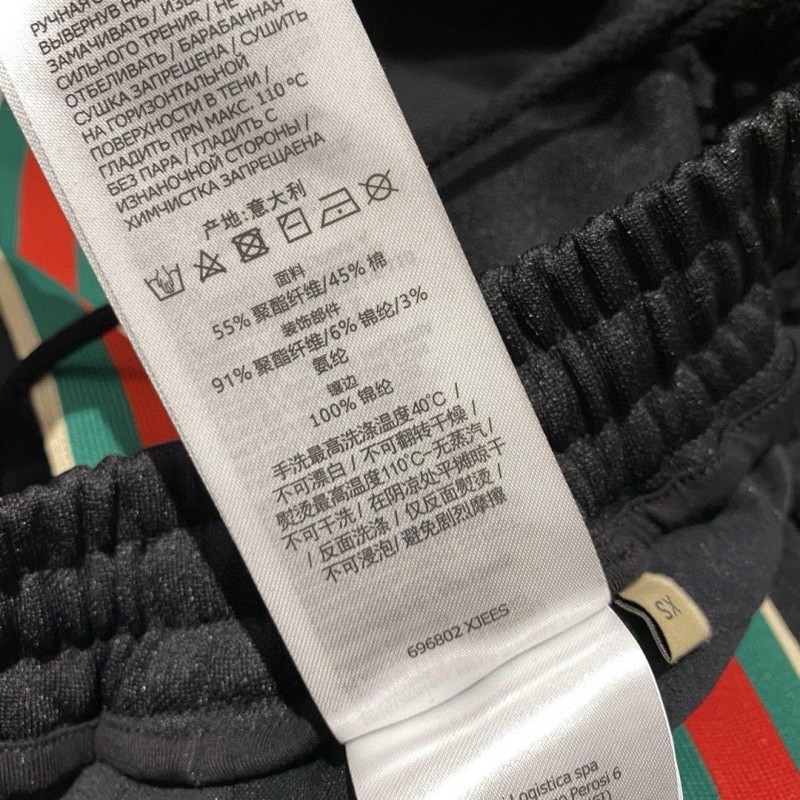 РУЧНАЯ
ВЫВЕРНУВ НА
ЗАМАЧИВАТЬ /
СИЛЬНОГО ТРЕНИЯ / НЕ
ОТБЕЛИВАТЬ / БАРАБАННАЯ
СУШКА ЗАПРЕЩЕНА / СУШИТЬ
НА ГОРИЗОНТАЛЬНОЙ
ПОВЕРХНОСТИ В ТЕНИ /
ГЛАДИТЬ ПРN МАКС. 110 °C
БЕЗ ПАРА / ГЛАДИТЬ С
ИЗНАНОЧНОЙ СТОРОНЫ /
ХИМЧИСТКА ЗАПРЕЩАЕНА
产地:意大利
面料
55% 聚酯纤维/45% 棉
装饰部件
91% 聚酯纤维/6% 锦纶/3%
氨纶
镶边
100% 锦纶
手洗最高洗涤温度40℃ /
不可漂白 / 不可翻转干燥 /
熨烫最高温度110℃-无蒸汽 /
不可干洗 / 在阴凉处平摊晾干
/ 反面洗涤 / 仅反面熨烫 /
不可浸泡/ 避免剧烈摩擦
696802 XJEES
XS
Logistica spa
Perosi 6